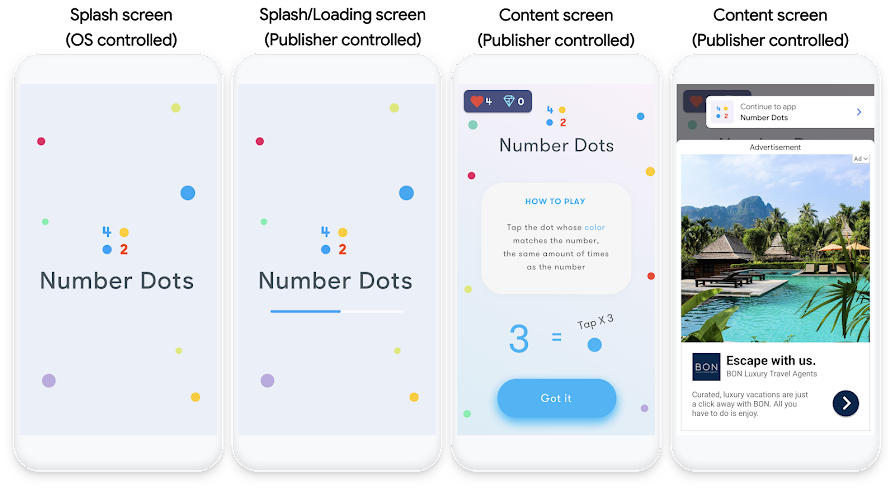 Splash screen
(OS controlled)
Splash/Loading screen
(Publisher controlled)
Content screen
(Publisher controlled)
Content screen
(Publisher controlled)
4
2
Number Dots
4
2
Number Dots
4 0
4
2
Number Dots
HOW TO PLAY
Tap the dot whose color
matches the number,
the same amount of times
as the number
3 =
Tap X 3
Got it
4
2
Continue to app
Number Dots
Advertisement
Ad
BON
Escape with us.
BON Luxury Travel Agents
Curated, luxury vacations are just
a click away with BON. All you
have to do is enjoy.